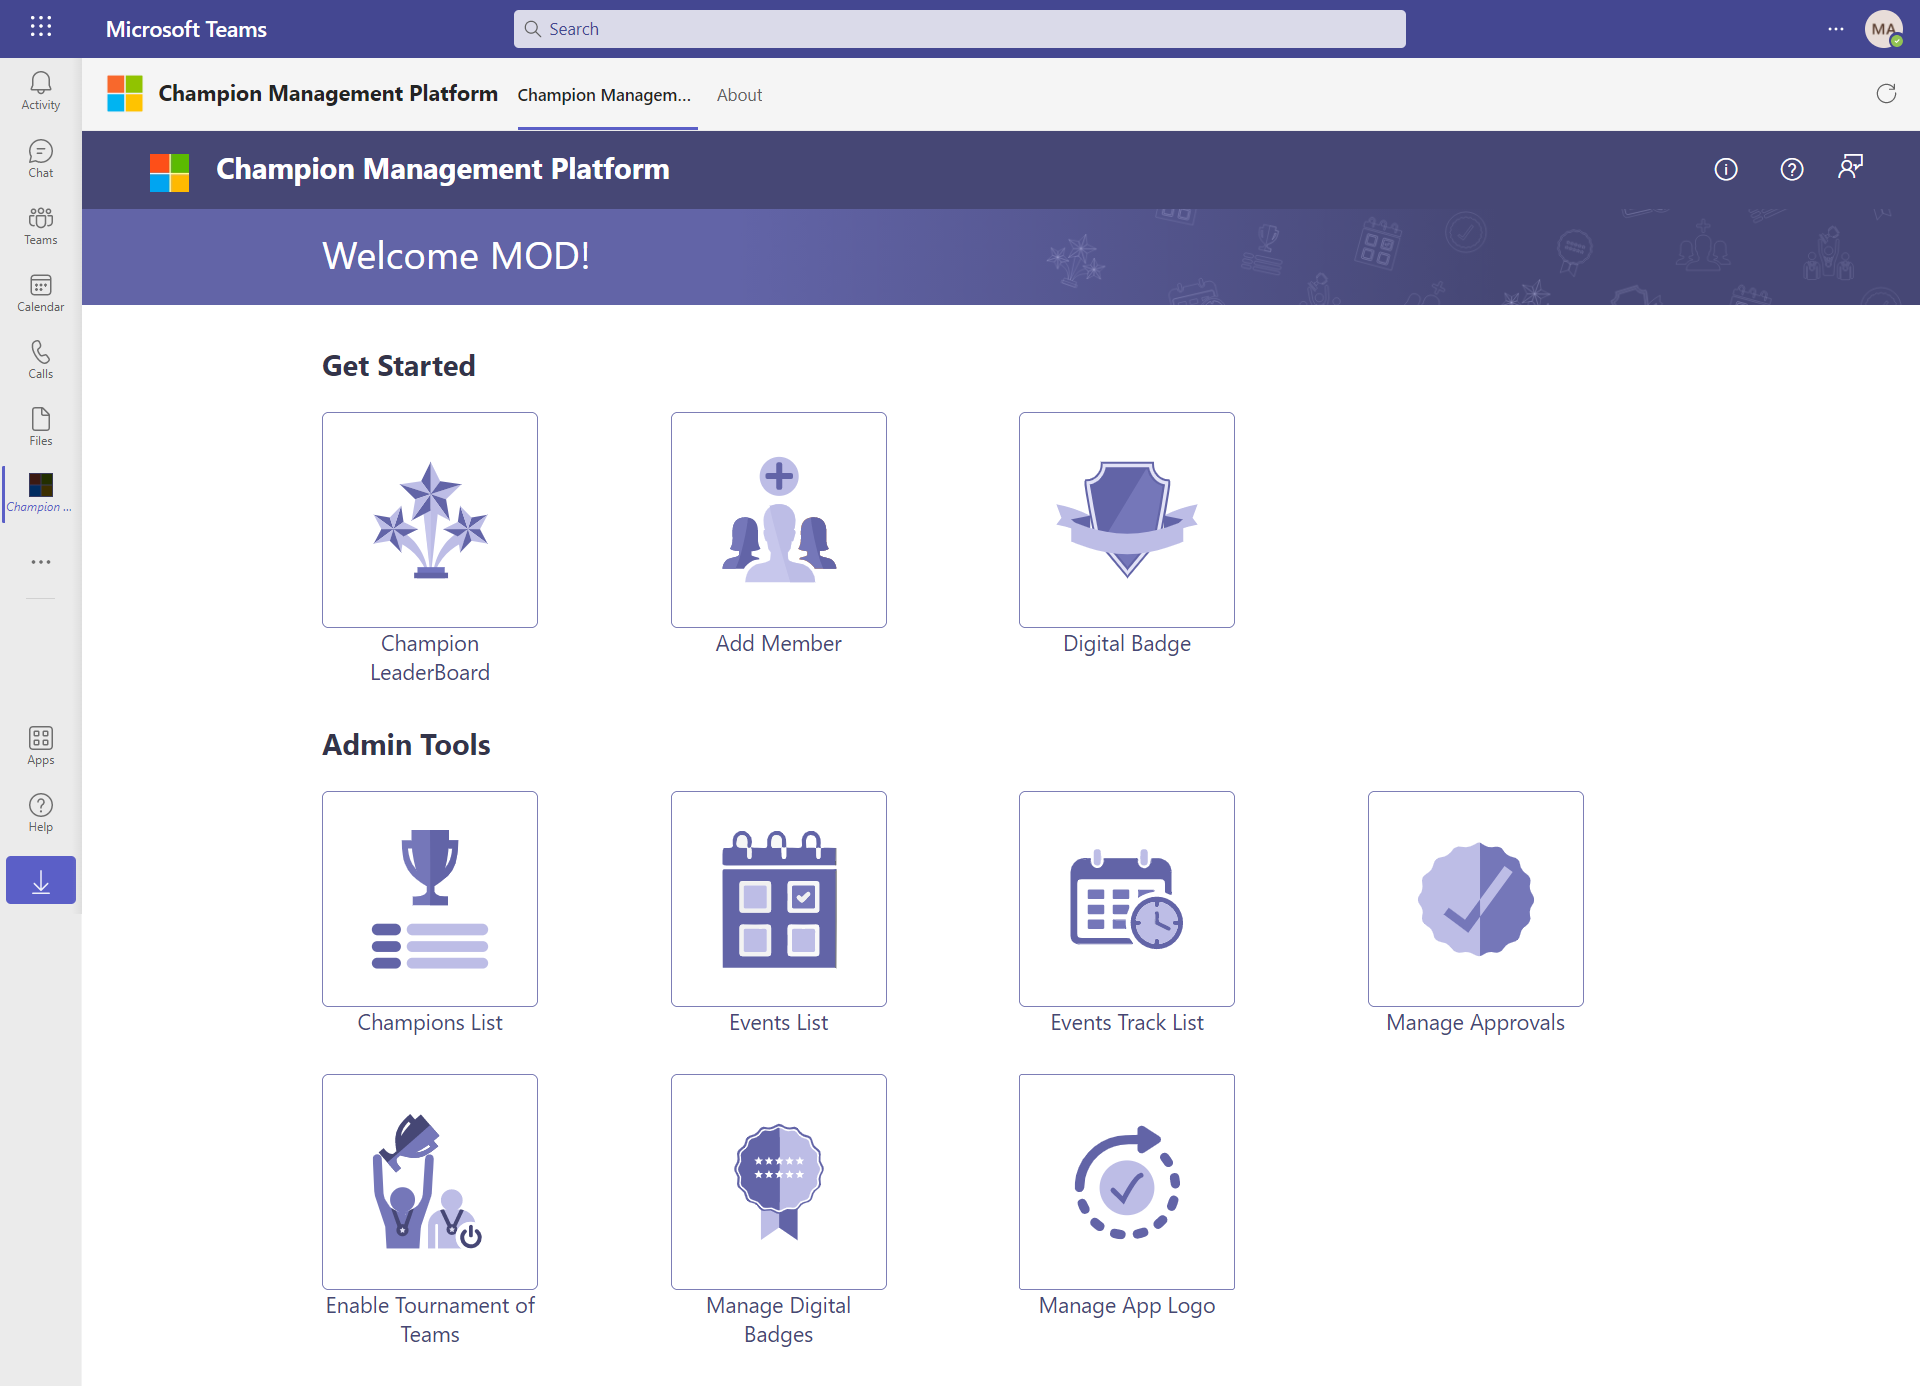 Microsoft Teams
Search
MA
Activity
Chat
Teams
Calendar
Calls
Files
Champion ...
Apps
Help
Champion Management Platform
Champion Managem...
About
Champion Management Platform
Welcome MOD!
Get Started
Champion
LeaderBoard
Add Member
Digital Badge
Admin Tools
Champions List
Events List
Events Track List
Manage Approvals
Enable Tournament of
Teams
Manage Digital
Badges
Manage App Logo